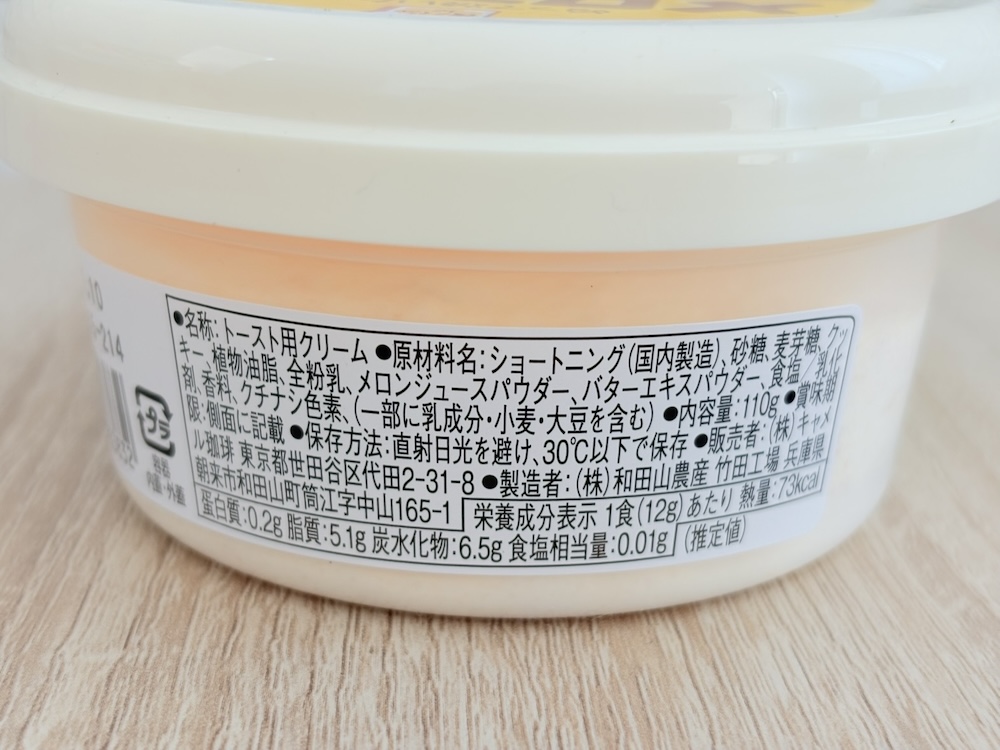 ●名称:トースト用クリーム ●原材料名:ショートニング(国内製造)、砂糖、麦芽糖、クッ
キー、植物油脂、全粉乳、メロンジュースパウダー、バターエキスパウダー、食塩/乳化
剤、香料、クチナシ色素、(一部に乳成分・小麦・大豆を含む) ●内容量:110g ●賞味期
限:側面に記載 ●保存方法:直射日光を避け、30℃以下で保存 ●販売者:(株)キャメ
ル珈琲 東京都世田谷区代田2-31-8 ●製造者:(株)和田山農産 竹田工場 兵庫県
朝来市和田山町筒江字中山165-1 栄養成分表示 1食(12g)あたり 熱量:73kcal
蛋白質:0.2g 脂質:5.1g 炭水化物:6.5g 食塩相当量:0.01g (推定値)
-214
プラ
容器
内蓋・外蓋